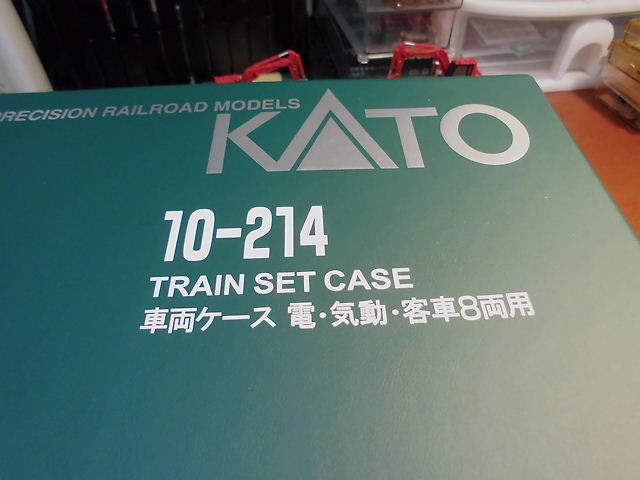 PRECISION RAILROAD MODELS
KATO
10-214
TRAIN SET CASE
車両ケース 電・気動・客車8両用